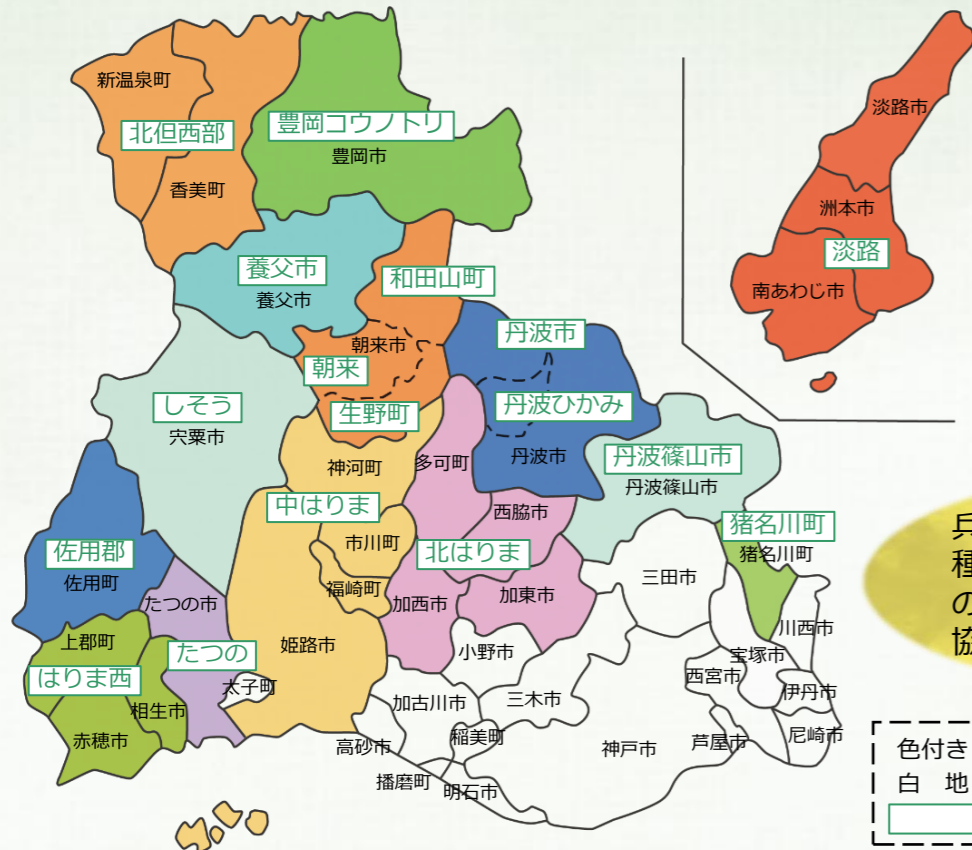 新温泉町
北但西部
香美町
豊岡コウノトリ
豊岡市
養父市
養父市
和田山町
朝来市
朝来
生野町
丹波市
丹波ひかみ
丹波市
しそう
宍粟市
丹波篠山市
丹波篠山市
猪名川町
猪名川町
神河町
中はりま
市川町
福崎町
姫路市
多可町
西脇市
北はりま
加西市
加東市
佐用郡
佐用町
たつの市
たつの
太子町
上郡町
はりま西
相生市
赤穂市
小野市
三田市
川西市
宝塚市
西宮市
伊丹市
加古川市
三木市
稲美町
高砂市
播磨町
明石市
神戸市
芦屋市
尼崎市
淡路市
洲本市
淡路
南あわじ市
兵
種
の
協
色付き
白 地